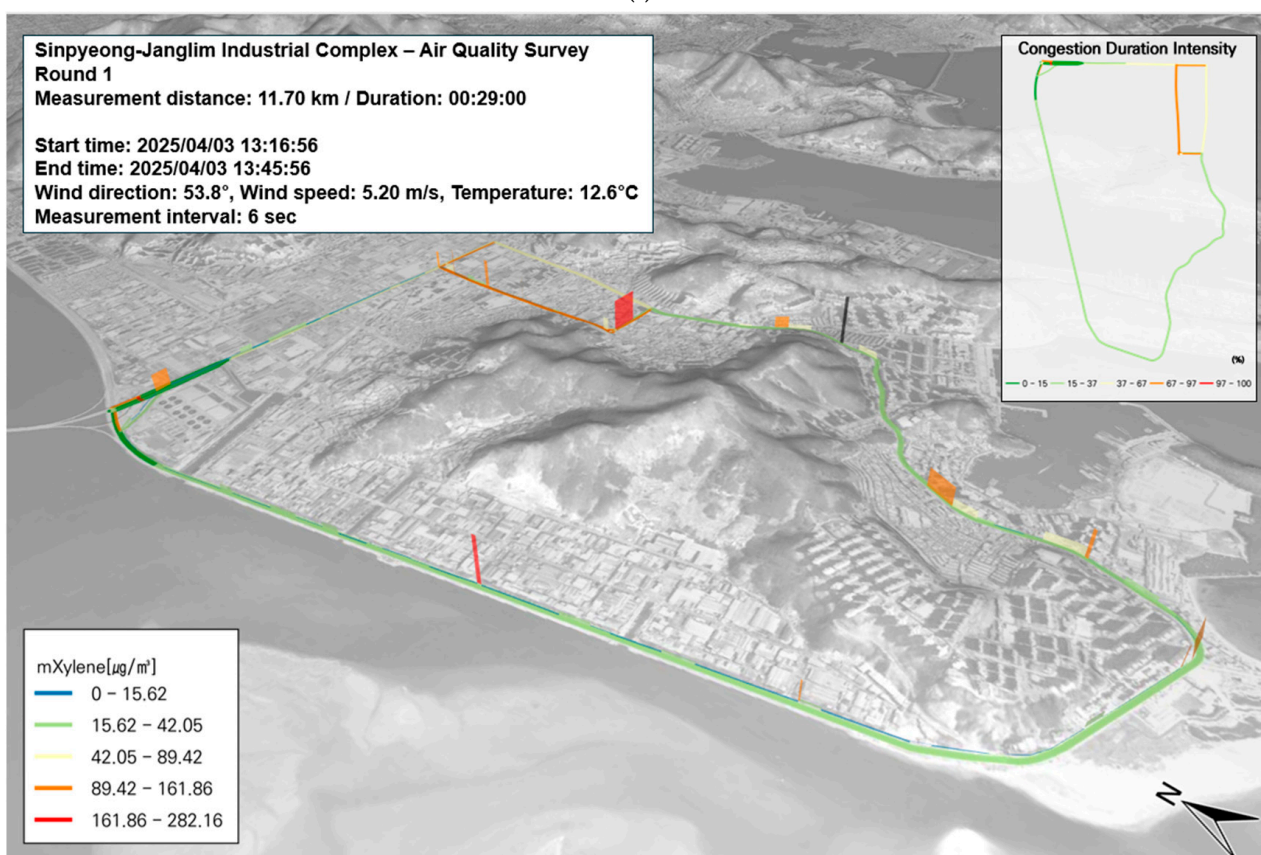 Sinpyeong-Janglim Industrial Complex – Air Quality Survey
Round 1
Measurement distance: 11.70 km / Duration: 00:29:00
Start time: 2025/04/03 13:16:56
End time: 2025/04/03 13:45:56
Wind direction: 53.8°, Wind speed: 5.20 m/s, Temperature: 12.6°C
Measurement interval: 6 sec
Congestion Duration Intensity
(%)
0 - 15 15 - 37 37 - 67 67 - 97 97 - 100
mXylene[㎍/㎥]
0 - 15.62
15.62 - 42.05
42.05 - 89.42
89.42 - 161.86
161.86 - 282.16
N